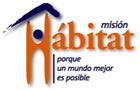 misión
Hábitat
porque
un mundo mejor
es posible